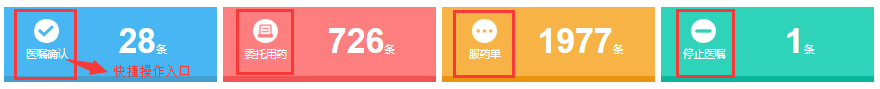 医嘱确认 28条
快捷操作入口
委托用药 726条
服药单 1977条
停止医嘱 1条